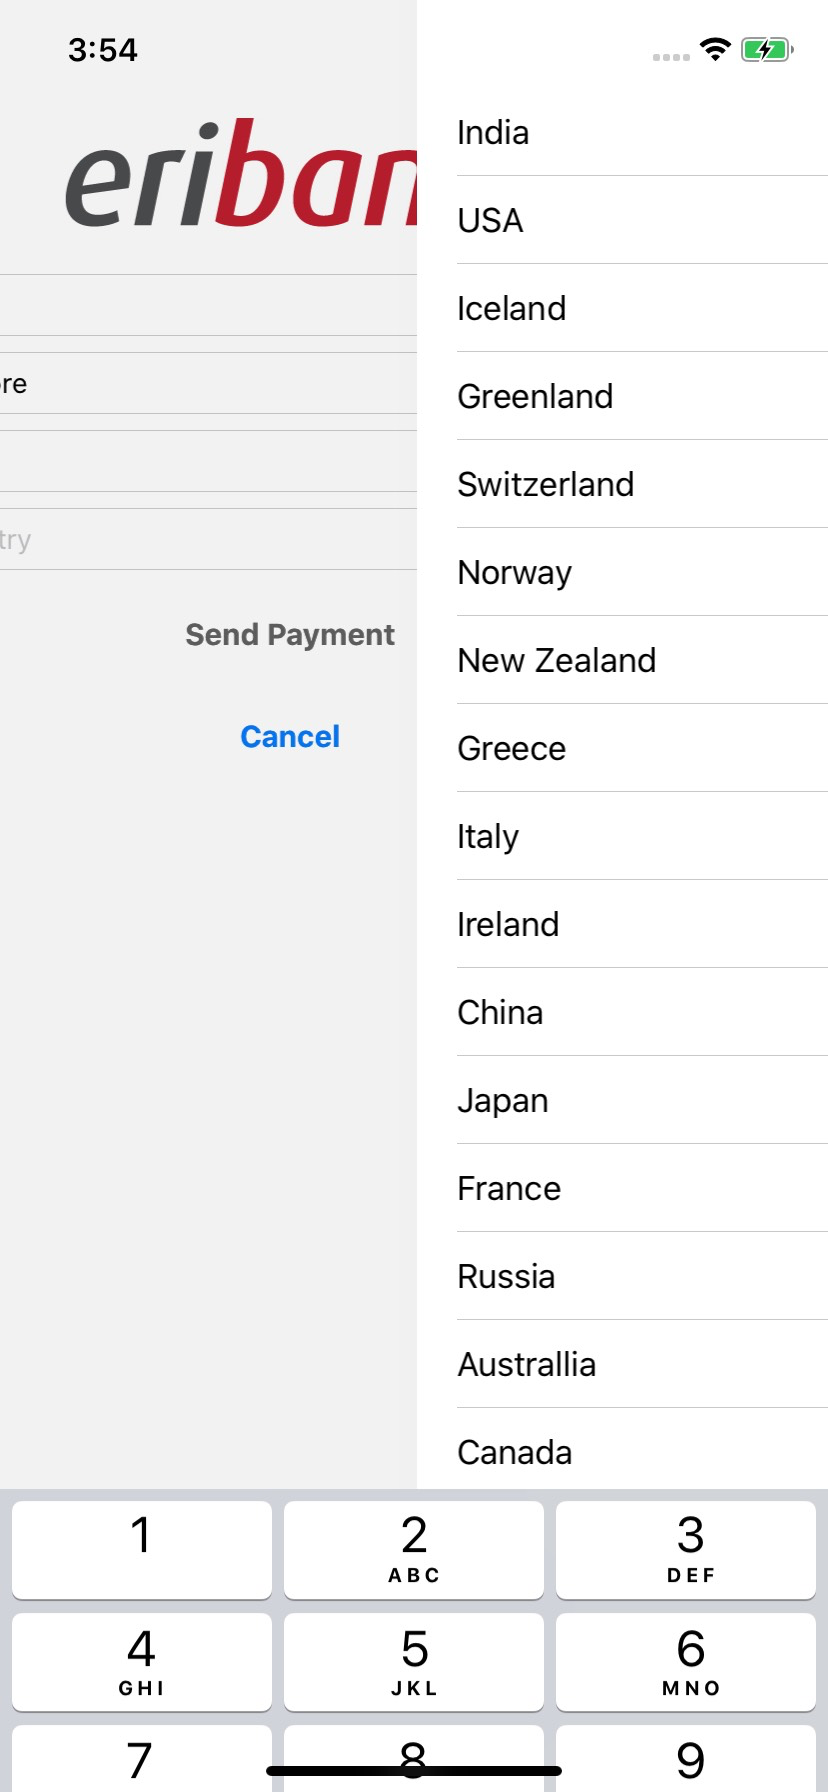 3:54
eriban
India
USA
Iceland
re
Greenland
Switzerland
try
Norway
Send Payment
New Zealand
Cancel
Greece
Italy
Ireland
China
Japan
France
Russia
Australlia
Canada
1
2
ABC
3
DEF
4
GHI
5
JKL
6
MNO
7
8
9